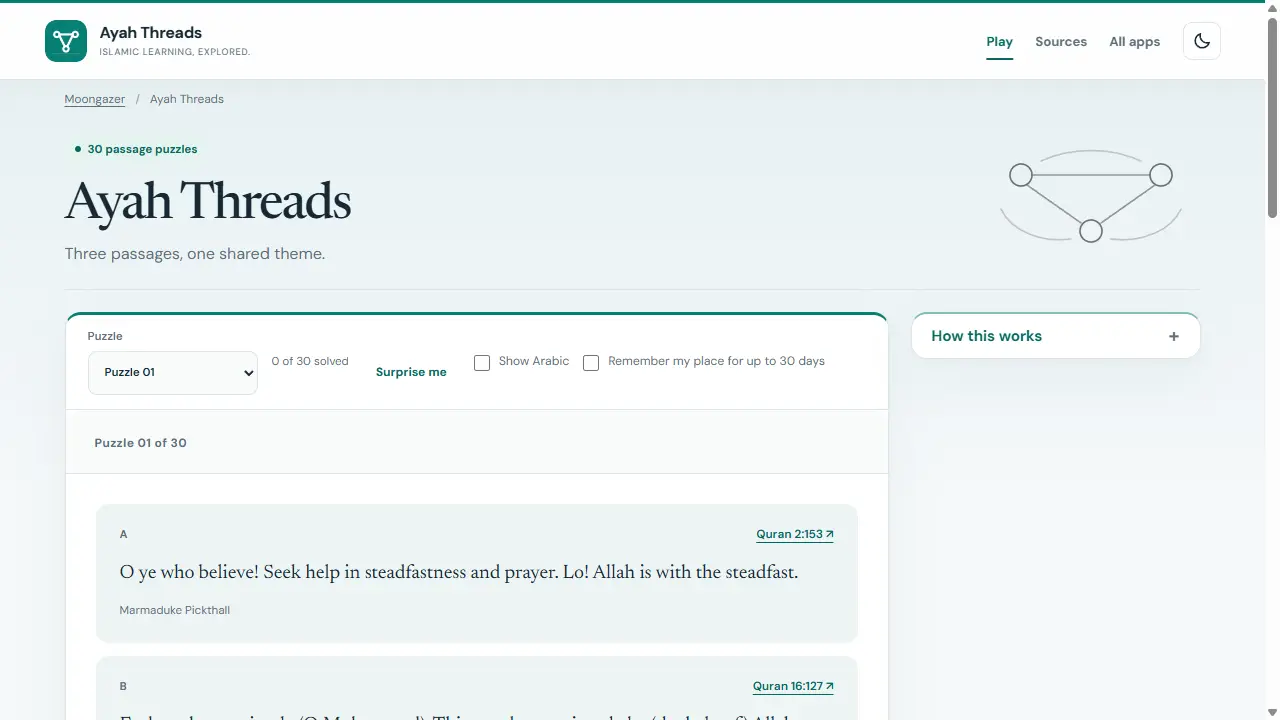 Ayah Threads
ISLAMIC LEARNING, EXPLORED.
Play
Sources
All apps
Moongazer / Ayah Threads
30 passage puzzles
Ayah Threads
Three passages, one shared theme.
Puzzle
Puzzle 01
0 of 30 solved
Surprise me
Show Arabic
Remember my place for up to 30 days
How this works +
Puzzle 01 of 30
A
Quran 2:153 ↗
O ye who believe! Seek help in steadfastness and prayer. Lo! Allah is with the steadfast.
Marmaduke Pickthall
B
Quran 16:127 ↗